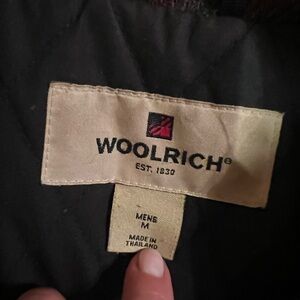 WOOLRICH®
EST. 1830
MENS
M
MADE IN
THAILAND